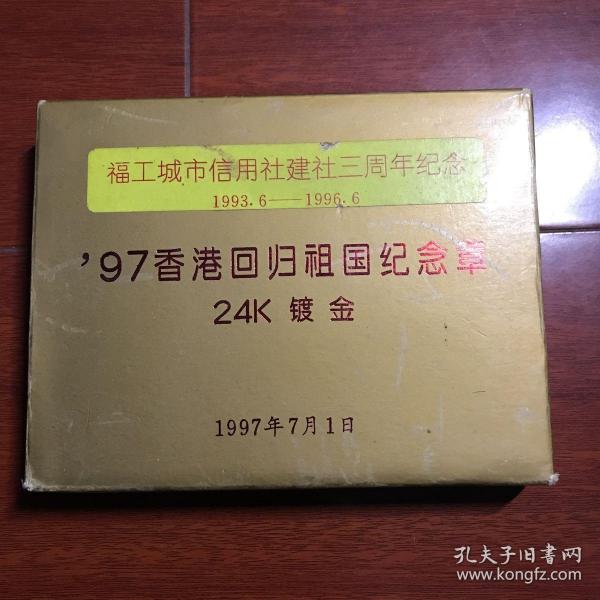 福工城市信用社建社三周年纪念
1993.6——1996.6
'97香港回归祖国纪念章
24K 镀金
1997年7月1日
孔夫子旧书网
www.kongfz.com